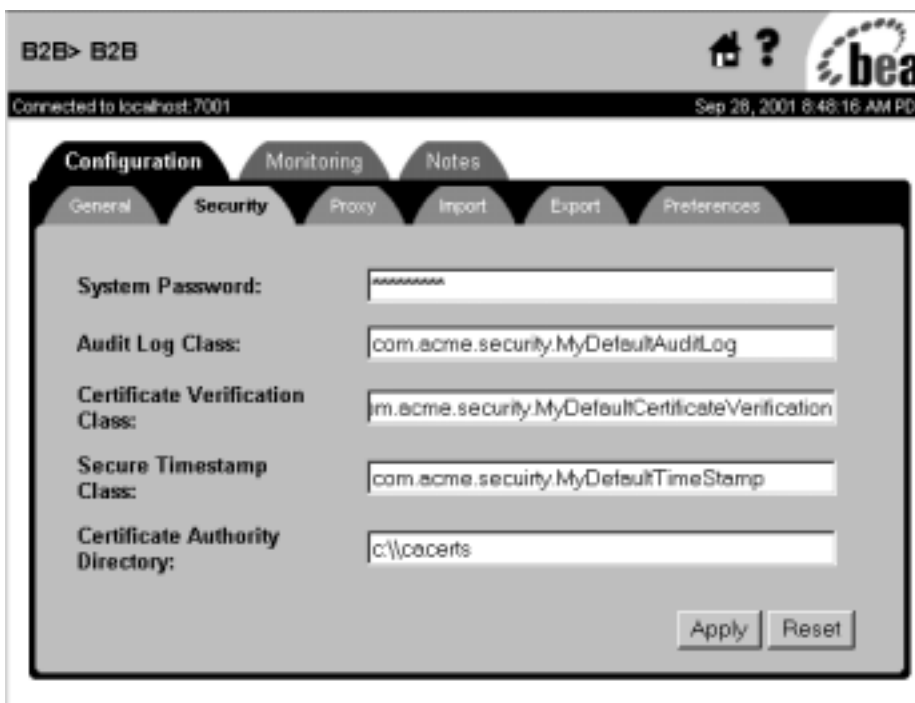 B2B> B2B
?
bea
Connected to localhost:7001
Sep 28, 2001 8:48:16 AM PD
Configuration Monitoring Notes
General Security Proxy Import Export Preferences
System Password: *********
Audit Log Class: com.acme.security.MyDefaultAuditLog
Certificate Verification
Class:
om.acme.security.MyDefaultCertificateVerification
Secure Timestamp
Class:
com.acme.secuirty.MyDefaultTimeStamp
Certificate Authority
Directory:
c:\\cacerts
Apply Reset